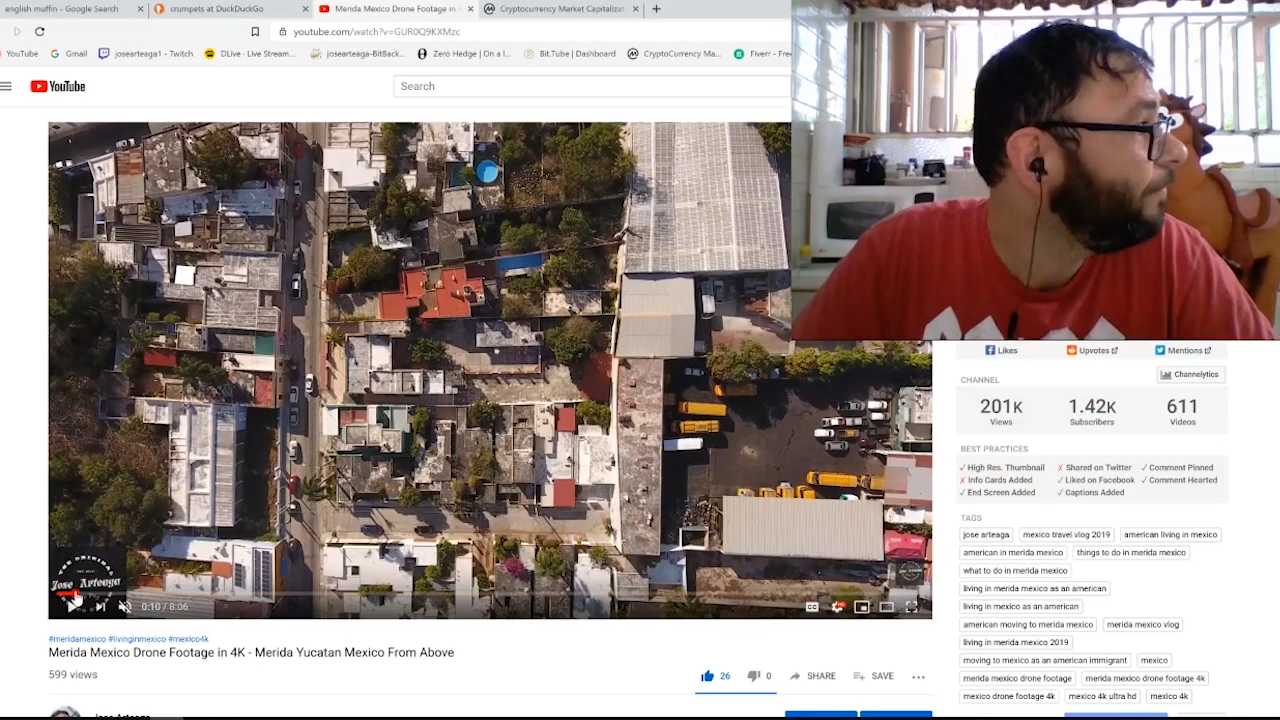 english muffin - Google Search
crumpets at DuckDuckGo
Merida Mexico Drone Footage in
Cryptocurrency Market Capitalizat
youtube.com/watch?v=GUR0Q9KXMzc
YouTube
Gmail
josearteaga1 - Twitch
DLive - Live Stream...
josearteaga-BitBack...
Zero Hedge | On a l...
Bit.Tube | Dashboard
CryptoCurrency Ma...
Fiverr - Free
YouTube
Search
THE ORIGINAL
Jose Arteaga
0:10 / 8:06
CC
#meridamexico #livinginmexico #mexico4k
Merida Mexico Drone Footage in 4K - Merida Yucatan Mexico From Above
599 views
26
0
SHARE
SAVE
Jose Arteaga
Likes
Upvotes
Mentions
CHANNEL
Channelytics
201K
1.42K
611
Views
Subscribers
Videos
BEST PRACTICES
✓ High Res. Thumbnail
✗ Shared on Twitter
✓ Comment Pinned
✗ Info Cards Added
✓ Liked on Facebook
✓ Comment Hearted
✓ End Screen Added
✓ Captions Added
TAGS
jose arteaga
mexico travel vlog 2019
american living in mexico
american in merida mexico
things to do in merida mexico
what to do in merida mexico
living in merida mexico as an american
living in mexico as an american
american moving to merida mexico
merida mexico vlog
living in merida mexico 2019
moving to mexico as an american immigrant
mexico
merida mexico drone footage
merida mexico drone footage 4k
mexico drone footage 4k
mexico 4k ultra hd
mexico 4k